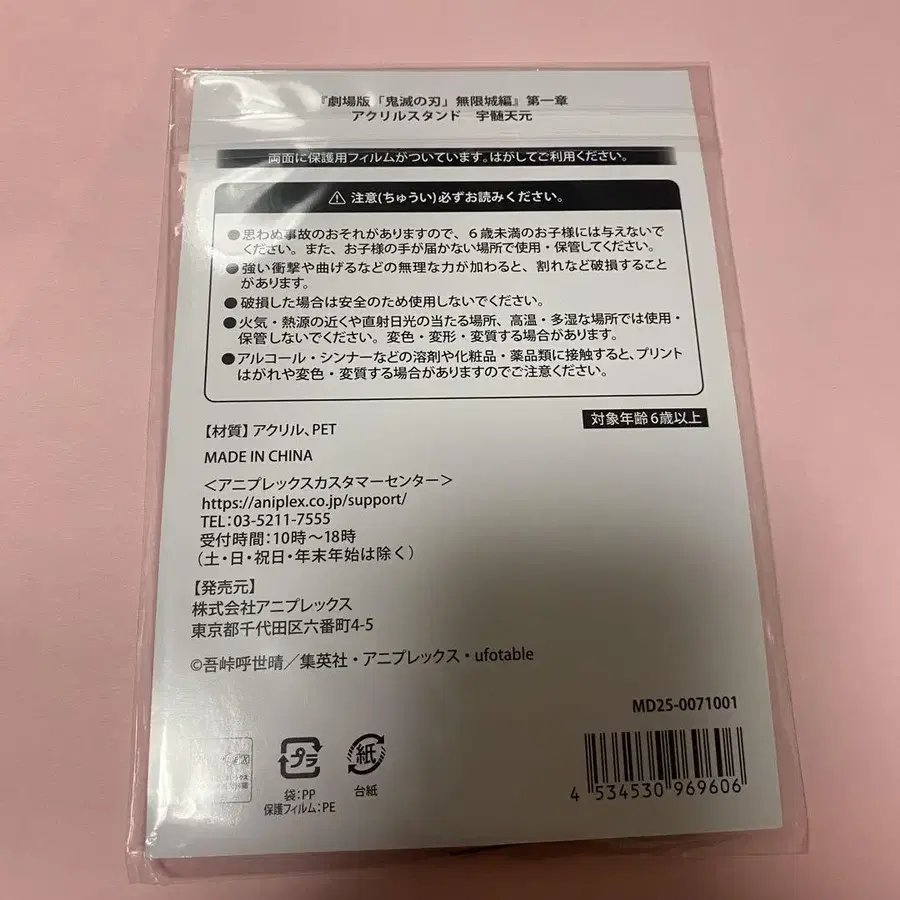 『劇場版「鬼滅の刃」無限城編』第一章
アクリルスタンド 宇髄天元
両面に保護用フィルムがついています。はがしてご利用ください。
⚠ 注意(ちゅうい)必ずお読みください。
●思わぬ事故のおそれがありますので、6歳未満のお子様には与えないで
ください。また、お子様の手が届かない場所で使用・保管してください。
●強い衝撃や曲げるなどの無理な力が加わると、割れなど破損すること
があります。
●破損した場合は安全のため使用しないでください。
●火気・熱源の近くや直射日光の当たる場所、高温・多湿な場所では使用・
保管しないでください。変色・変形・変質する場合があります。
●アルコール・シンナーなどの溶剤や化粧品・薬品類に接触すると、プリント
はがれや変色・変質する場合がありますのでご注意ください。
対象年齢6歳以上
【材質】アクリル、PET
MADE IN CHINA
＜アニプレックスカスタマーセンター＞
https://aniplex.co.jp/support/
TEL：03-5211-7555
受付時間：10時～18時
（土・日・祝日・年末年始は除く）
【発売元】
株式会社アニプレックス
東京都千代田区六番町4-5
©吾峠呼世晴／集英社・アニプレックス・ufotable
MD25-0071001
プラ
袋：PP
保護フィルム：PE
紙
台紙
4 534530 969606